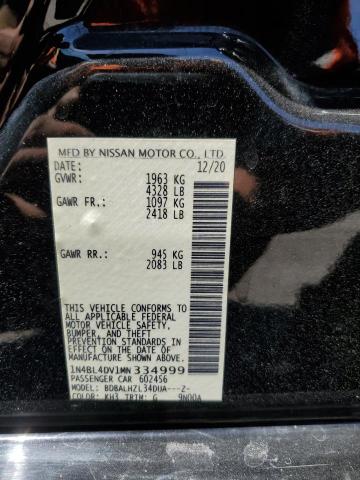 MFD BY NISSAN MOTOR CO., LTD.
DATE: 12/20
GVWR: 1963 KG
4328 LB
GAWR FR.: 1097 KG
2418 LB
GAWR RR.: 945 KG
2083 LB
THIS VEHICLE CONFORMS TO
ALL APPLICABLE FEDERAL
MOTOR VEHICLE SAFETY,
BUMPER, AND THEFT
PREVENTION STANDARDS
IN EFFECT ON THE DATE OF
MANUFACTURE SHOWN ABOVE.
1N4BL4DV1MN334999
PASSENGER CAR 602456
MODEL: BDBALHZL34DUA---Z-
COLOR: KH3 TRIM: G 9N00A